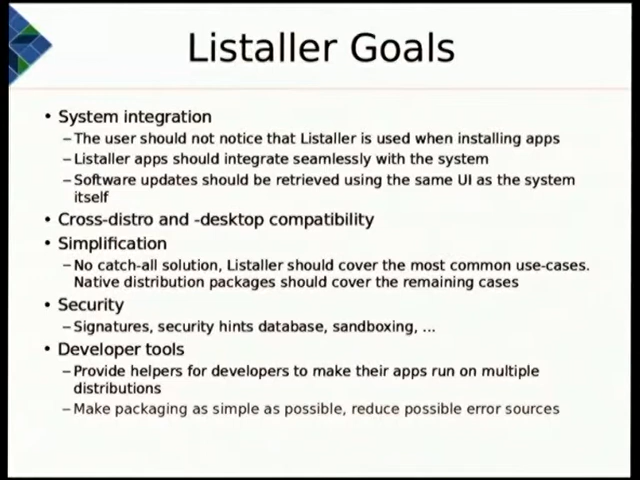 Listaller Goals
• System integration
–The user should not notice that Listaller is used when installing apps
–Listaller apps should integrate seamlessly with the system
–Software updates should be retrieved using the same UI as the system
itself
• Cross-distro and -desktop compatibility
• Simplification
–No catch-all solution, Listaller should cover the most common use-cases.
Native distribution packages should cover the remaining cases
• Security
–Signatures, security hints database, sandboxing, ...
• Developer tools
–Provide helpers for developers to make their apps run on multiple
distributions
–Make packaging as simple as possible, reduce possible error sources